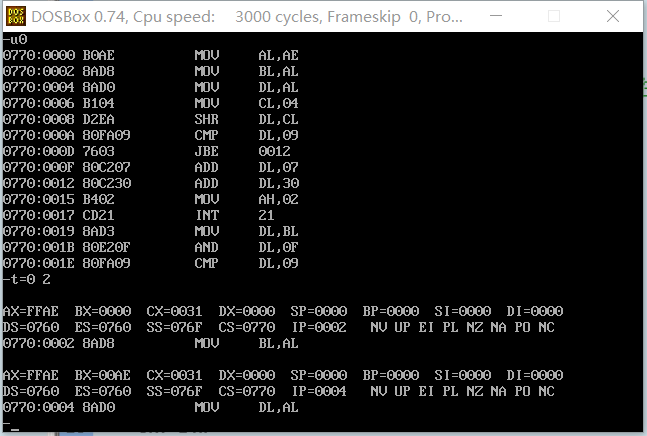 DOS BOX DOSBox 0.74, Cpu speed: 3000 cycles, Frameskip 0, Pro...
-u0
0770:0000 B0AE MOV AL,AE
0770:0002 8AD8 MOV BL,AL
0770:0004 8AD0 MOV DL,AL
0770:0006 B104 MOV CL,04
0770:0008 D2EA SHR DL,CL
0770:000A 80FA09 CMP DL,09
0770:000D 7603 JBE 0012
0770:000F 80C207 ADD DL,07
0770:0012 80C230 ADD DL,30
0770:0015 B402 MOV AH,02
0770:0017 CD21 INT 21
0770:0019 8AD3 MOV DL,BL
0770:001B 80E20F AND DL,0F
0770:001E 80FA09 CMP DL,09
-t=0 2
AX=FFAE BX=0000 CX=0031 DX=0000 SP=0000 BP=0000 SI=0000 DI=0000
DS=0760 ES=0760 SS=076F CS=0770 IP=0002 NV UP EI PL NZ NA PO NC
0770:0002 8AD8 MOV BL,AL
AX=FFAE BX=00AE CX=0031 DX=0000 SP=0000 BP=0000 SI=0000 DI=0000
DS=0760 ES=0760 SS=076F CS=0770 IP=0004 NV UP EI PL NZ NA PO NC
0770:0004 8AD0 MOV DL,AL
-